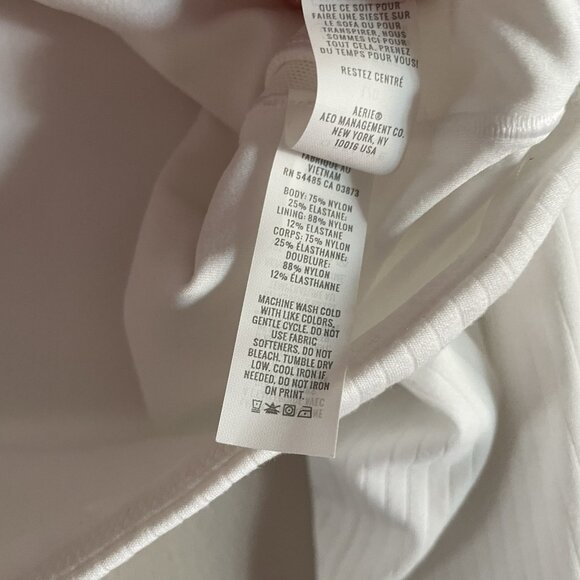 QUE CE SOIT POUR
FAIRE UNE SIESTE SUR
LE SOFA OU POUR
TRANSPIRER, NOUS
SOMMES ICI POUR
TOUT CELA. PRENEZ
DU TEMPS POUR VOUS!
RESTEZ CENTRÉ
AERIE®
AEO MANAGEMENT CO.
NEW YORK, NY
10016 USA
FABRIQUE AU
VIETNAM
RN 54485 CA 03873
BODY: 75% NYLON
25% ELASTANE;
LINING: 88% NYLON
12% ELASTANE
CORPS: 75% NYLON
25% ÉLASTHANNE;
DOUBLURE:
88% NYLON
12% ÉLASTHANNE
MACHINE WASH COLD
WITH LIKE COLORS,
GENTLE CYCLE. DO NOT
USE FABRIC
SOFTENERS. DO NOT
BLEACH. TUMBLE DRY
LOW. COOL IRON IF
NEEDED, DO NOT IRON
ON PRINT.